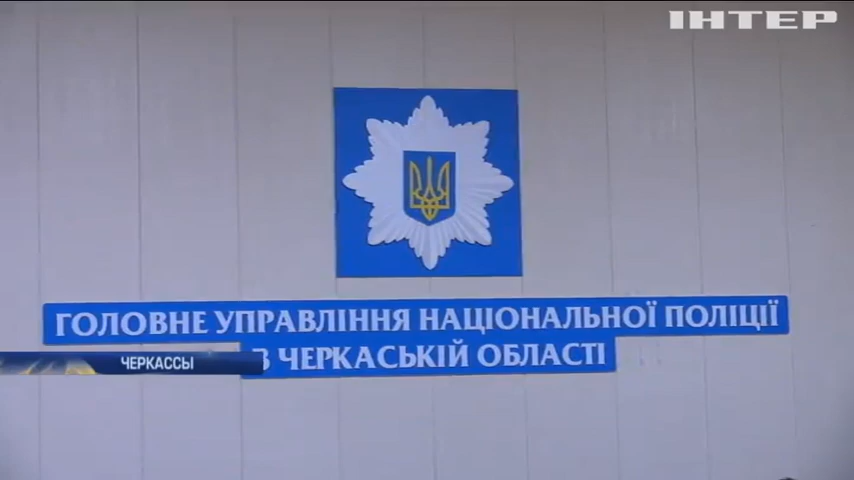 ІНТЕР
ГОЛОВНЕ УПРАВЛІННЯ НАЦІОНАЛЬНОЇ ПОЛІЦІЇ
В ЧЕРКАСЬКІЙ ОБЛАСТІ
ЧЕРКАССЫ